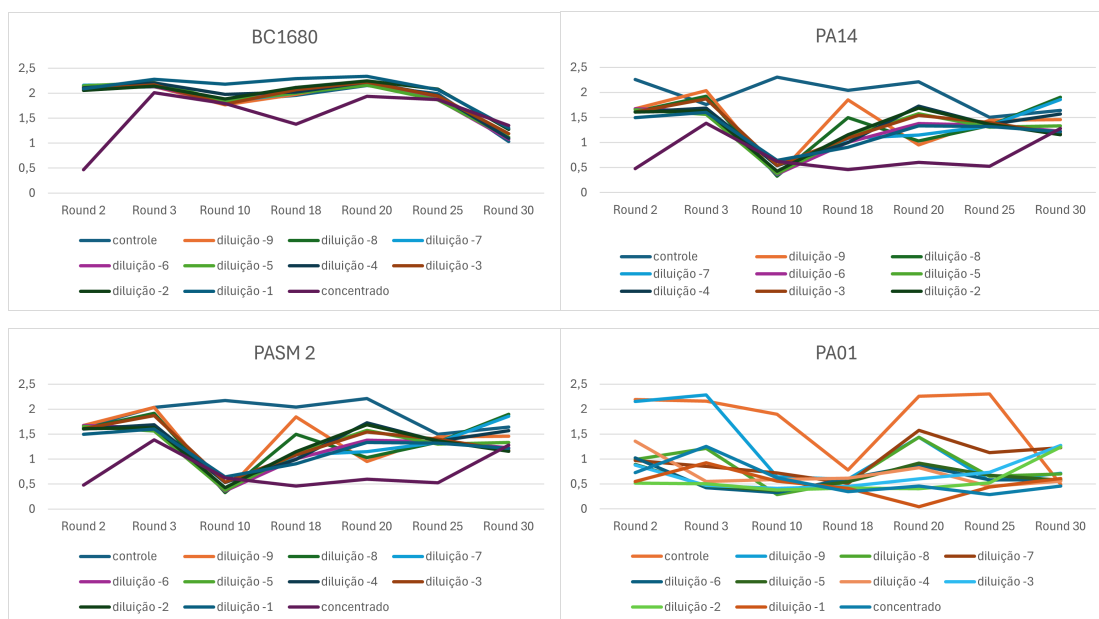 BC1680
2,5
2
1,5
1
0,5
0
Round 2 Round 3 Round 10 Round 18 Round 20 Round 25 Round 30
controle diluição -9 diluição -8 diluição -7
diluição -6 diluição -5 diluição -4 diluição -3
diluição -2 diluição -1 concentrado
PA14
2,5
2
1,5
1
0,5
0
Round 2 Round 3 Round 10 Round 18 Round 20 Round 25 Round 30
controle diluição -9 diluição -8
diluição -7 diluição -6 diluição -5
diluição -4 diluição -3 diluição -2
PASM 2
2,5
2
1,5
1
0,5
0
Round 2 Round 3 Round 10 Round 18 Round 20 Round 25 Round 30
controle diluição -9 diluição -8 diluição -7
diluição -6 diluição -5 diluição -4 diluição -3
diluição -2 diluição -1 concentrado
PA01
2,5
2
1,5
1
0,5
0
Round 2 Round 3 Round 10 Round 18 Round 20 Round 25 Round 30
controle diluição -9 diluição -8 diluição -7
diluição -6 diluição -5 diluição -4 diluição -3
diluição -2 diluição -1 concentrado